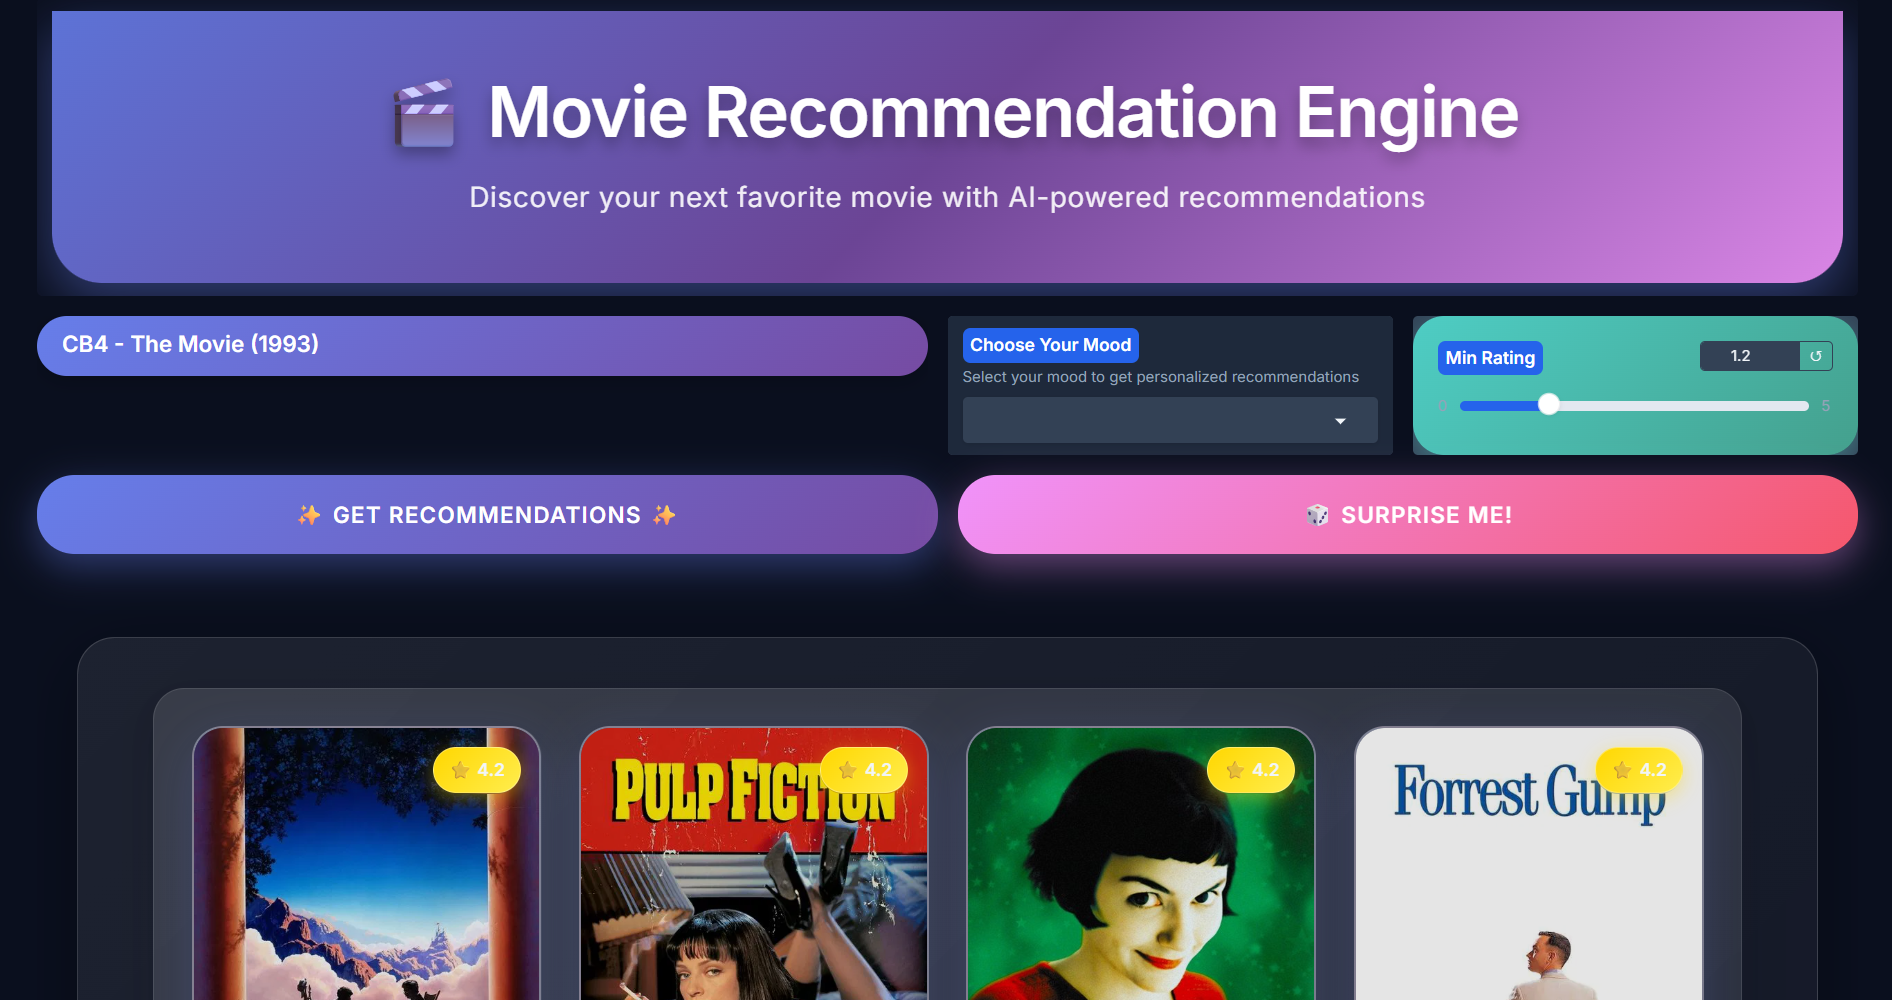 Movie Recommendation Engine
Discover your next favorite movie with AI-powered recommendations
CB4 - The Movie (1993)
Choose Your Mood
Select your mood to get personalized recommendations
Min Rating
1.2
0
5
GET RECOMMENDATIONS
SURPRISE ME!
4.2
PULP FICTION
4.2
4.2
Forrest Gump
4.2